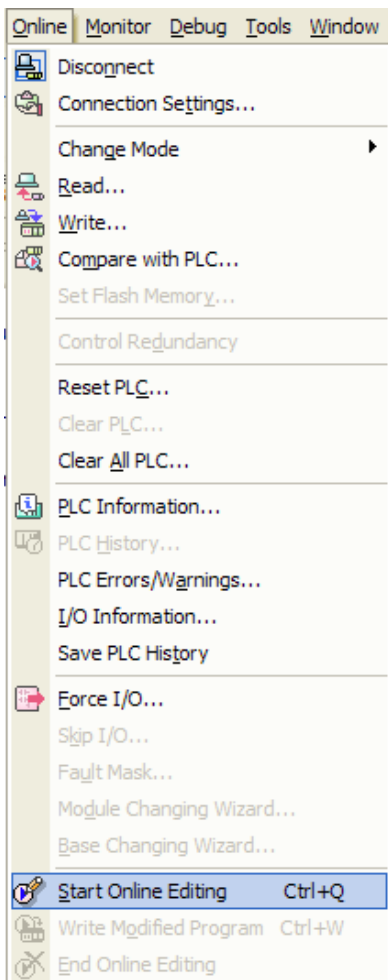 Online Monitor Debug Tools Window
Disconnect
Connection Settings...
Change Mode
Read...
Write...
Compare with PLC...
Set Flash Memory...
Control Redundancy
Reset PLC...
Clear PLC...
Clear All PLC...
PLC Information...
PLC History...
PLC Errors/Warnings...
I/O Information...
Save PLC History
Force I/O...
Skip I/O...
Fault Mask...
Module Changing Wizard...
Base Changing Wizard...
Start Online Editing Ctrl+Q
Write Modified Program Ctrl+W
End Online Editing